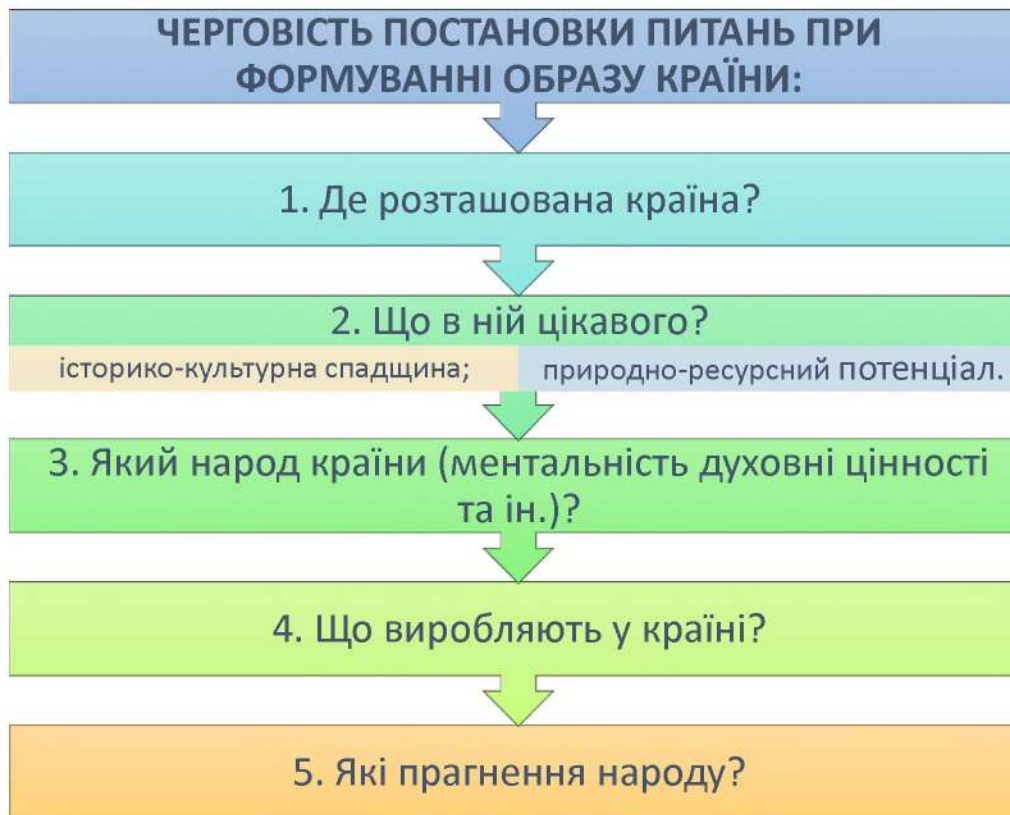 ЧЕРГОВІСТЬ ПОСТАНОВКИ ПИТАНЬ ПРИ
ФОРМУВАННІ ОБРАЗУ КРАЇНИ:
1. Де розташована країна?
2. Що в ній цікавого?
історико-культурна спадщина;
природно-ресурсний потенціал.
3. Який народ країни (ментальність духовні цінності
та ін.)?
4. Що виробляють у країні?
5. Які прагнення народу?